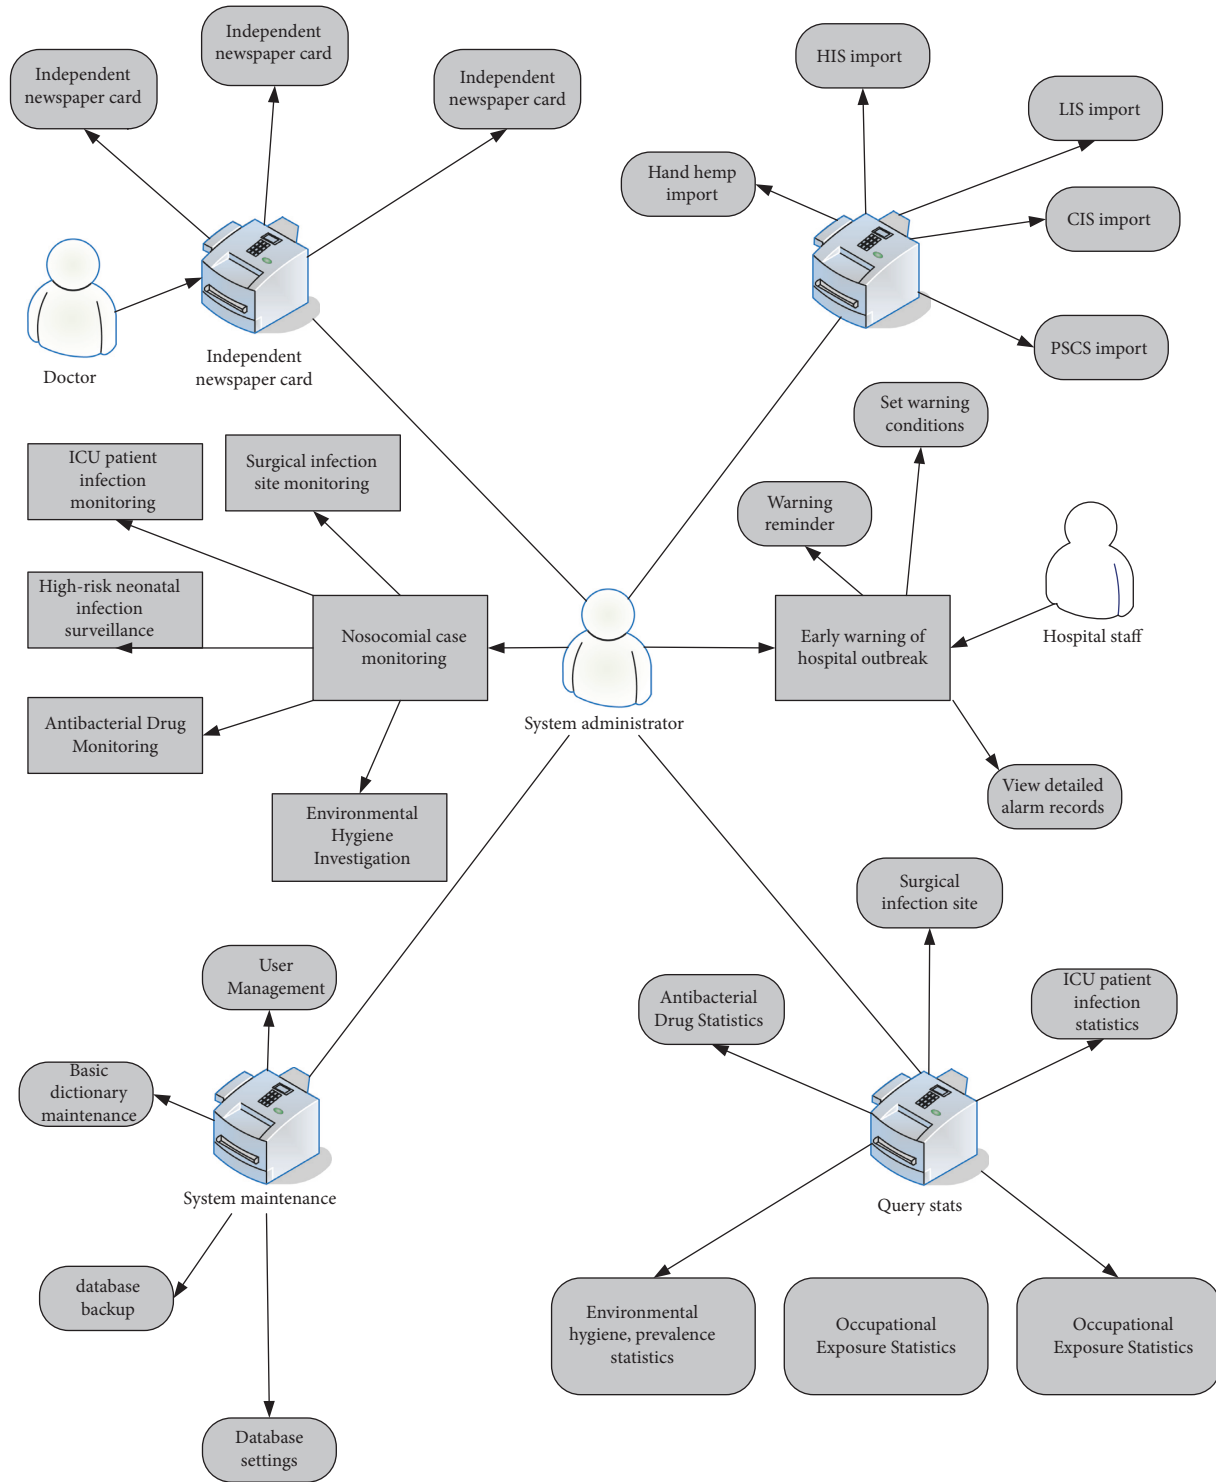 Independent
newspaper card
Independent
newspaper card
Independent
newspaper card
Doctor
Independent
newspaper card
HIS import
LIS import
Hand hemp
import
CIS import
PSCS import
Set warning
conditions
Warning
reminder
Hospital staff
Early warning of
hospital outbreak
View detailed
alarm records
ICU patient
infection
monitoring
Surgical infection
site monitoring
High-risk neonatal
infection
surveillance
Nosocomial case
monitoring
Antibacterial Drug
Monitoring
Environmental
Hygiene
Investigation
System administrator
User
Management
Basic
dictionary
maintenance
System maintenance
database
backup
Database
settings
Surgical
infection site
Antibacterial
Drug Statistics
ICU patient
infection
statistics
Query stats
Environmental
hygiene, prevalence
statistics
Occupational
Exposure Statistics
Occupational
Exposure Statistics